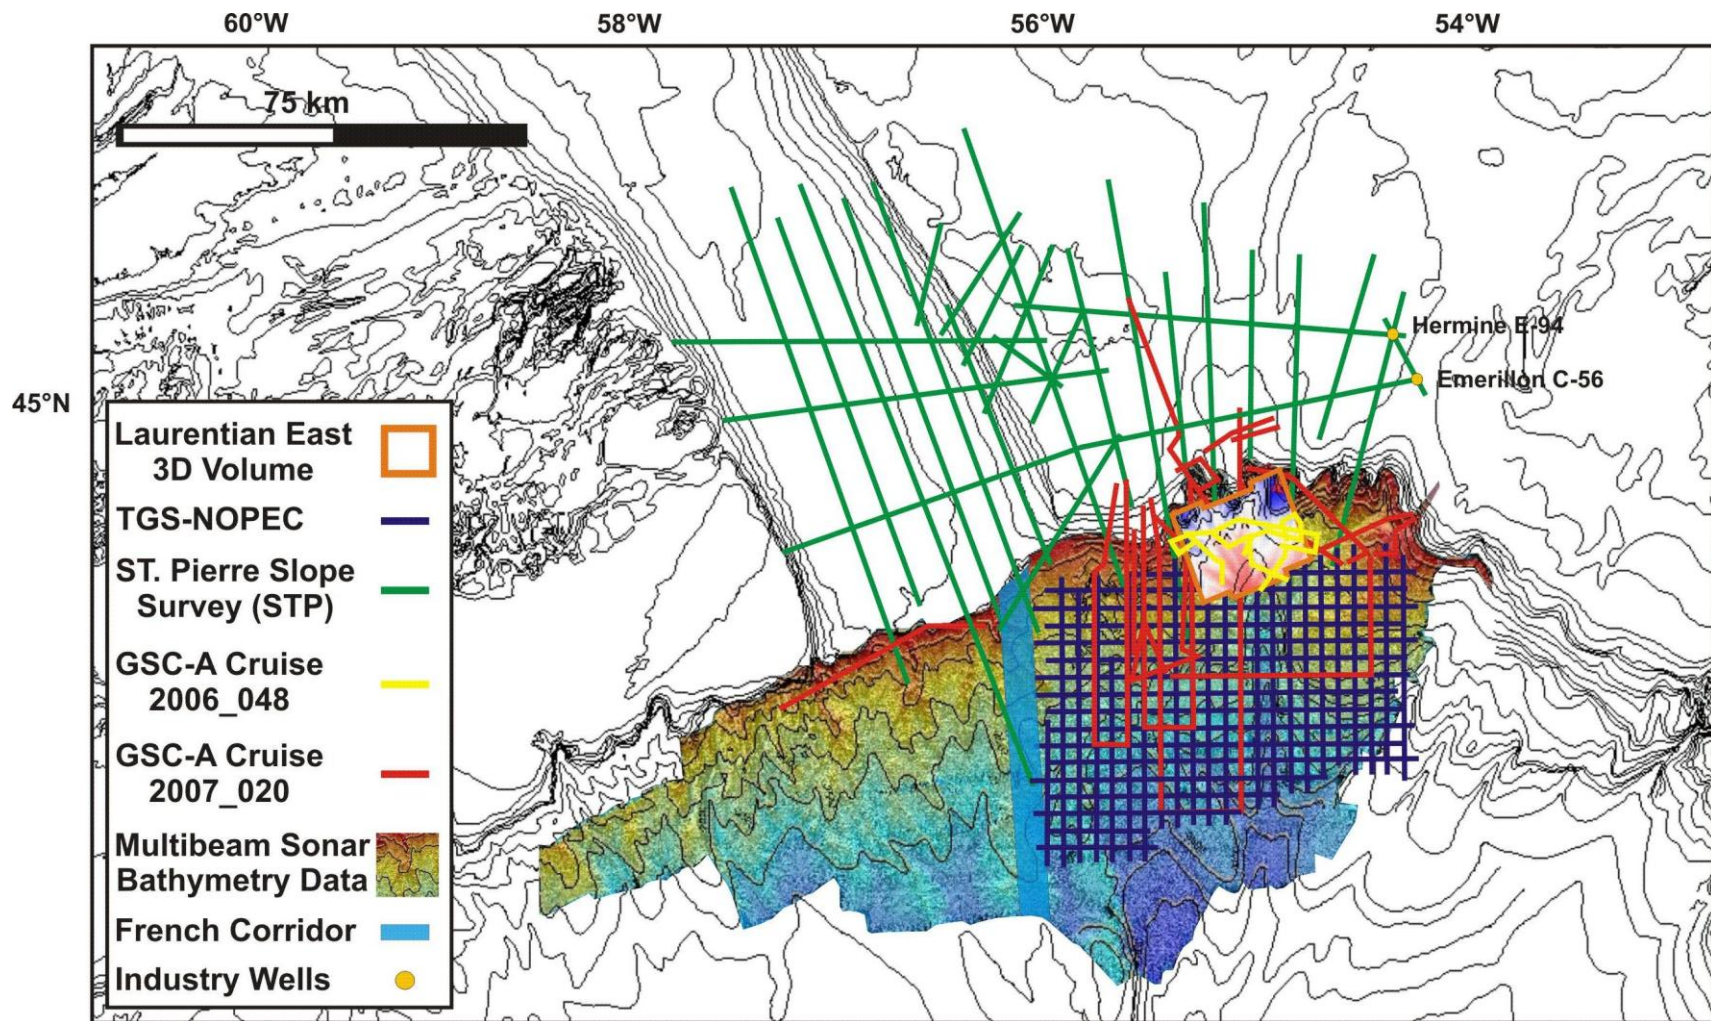 60°W 58°W 56°W 54°W
75 km
Hermine E-94
Emerillon C-56
45°N
Laurentian East
3D Volume
TGS-NOPEC
ST. Pierre Slope
Survey (STP)
GSC-A Cruise
2006_048
GSC-A Cruise
2007_020
Multibeam Sonar
Bathymetry Data
French Corridor
Industry Wells